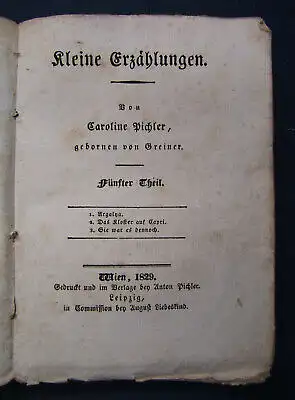 Kleine Erzählungen.
Von
Caroline Pichler,
gebornen von Greiner.
Fünfter Theil.
1. Argalya.
2. Das Kloster auf Capri.
3. Sie war es dennoch.
Wien, 1829.
Gedruckt und im Verlage bey Anton Pichler.
Leipzig,
in Commission bey August Liebeskind.